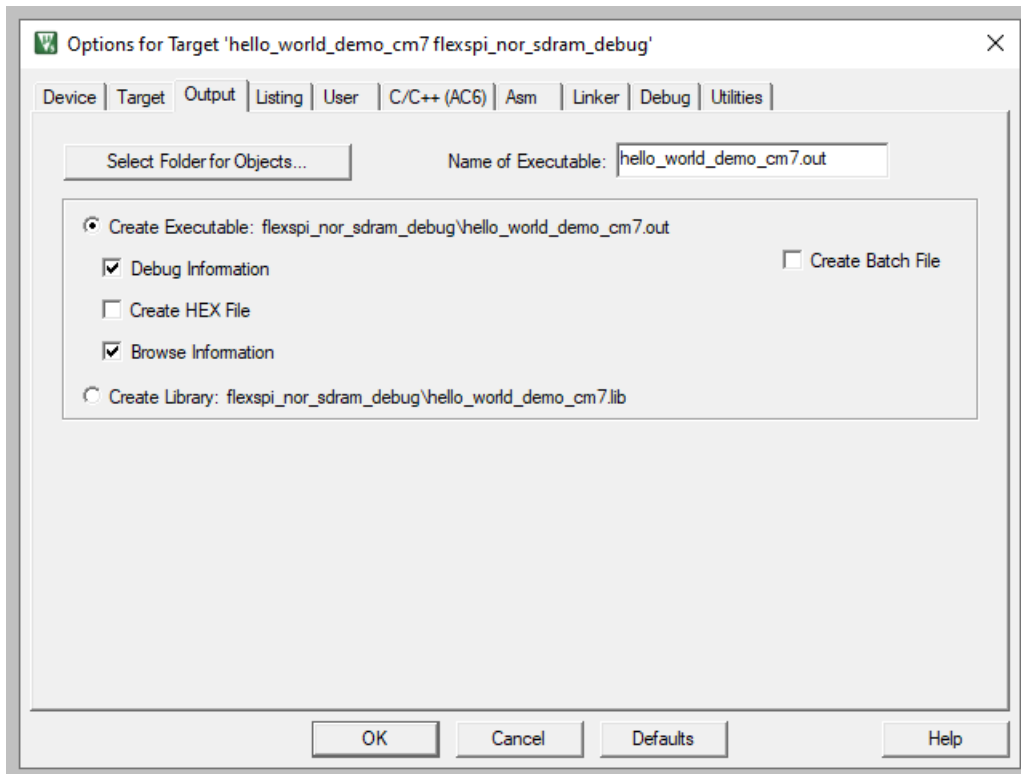 Options for Target 'hello_world_demo_cm7 flexspi_nor_sdram_debug'
Device Target Output Listing User C/C++ (AC6) Asm Linker Debug Utilities
Select Folder for Objects... Name of Executable: hello_world_demo_cm7.out
Create Executable: flexspi_nor_sdram_debug\hello_world_demo_cm7.out
Debug Information Create Batch File
Create HEX File
Browse Information
Create Library: flexspi_nor_sdram_debug\hello_world_demo_cm7.lib
OK Cancel Defaults Help